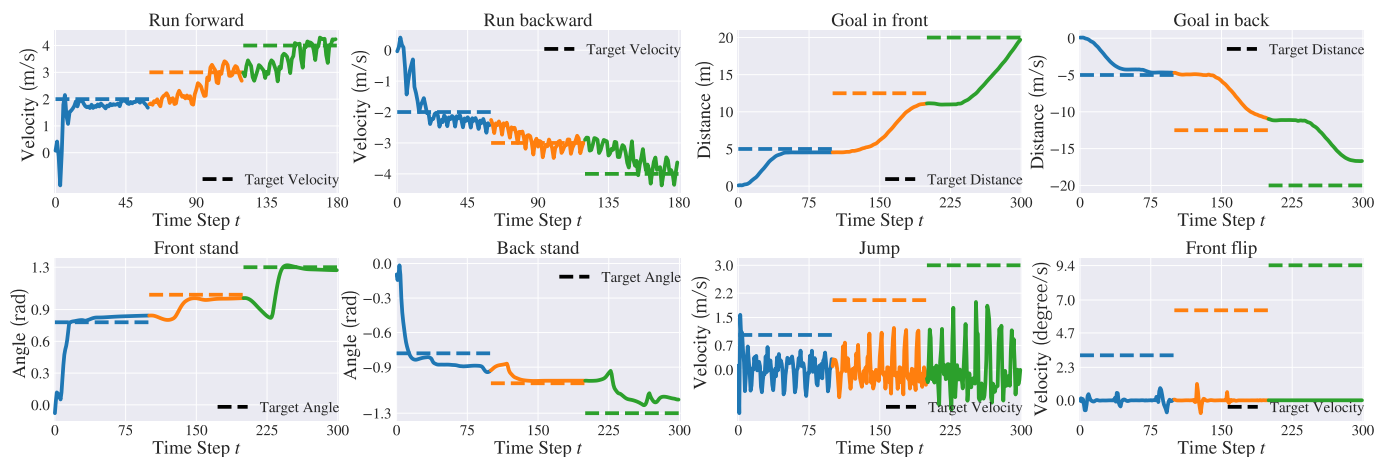 Run forward
Velocity (m/s)
4
3
2
1
0
Target Velocity
0 45 90 135 180
Time Step t
Run backward
Velocity (m/s)
0
−1
−2
−3
−4
Target Velocity
0 45 90 135 180
Time Step t
Goal in front
Distance (m)
20
15
10
5
0
Target Distance
0 75 150 225 300
Time Step t
Goal in back
Distance (m/s)
0
−5
−10
−15
−20
Target Distance
0 75 150 225 300
Time Step t
Front stand
Angle (rad)
1.3
0.9
0.6
0.3
0.0
Target Angle
0 75 150 225 300
Time Step t
Back stand
Angle (rad)
0.0
−0.3
−0.6
−0.9
−1.3
Target Angle
0 75 150 225 300
Time Step t
Jump
Velocity (m/s)
3.0
2.2
1.5
0.7
0.0
Target Velocity
0 75 150 225 300
Time Step t
Front flip
Velocity (degree/s)
9.4
7.0
4.7
2.3
0.0
Target Velocity
0 75 150 225 300
Time Step t